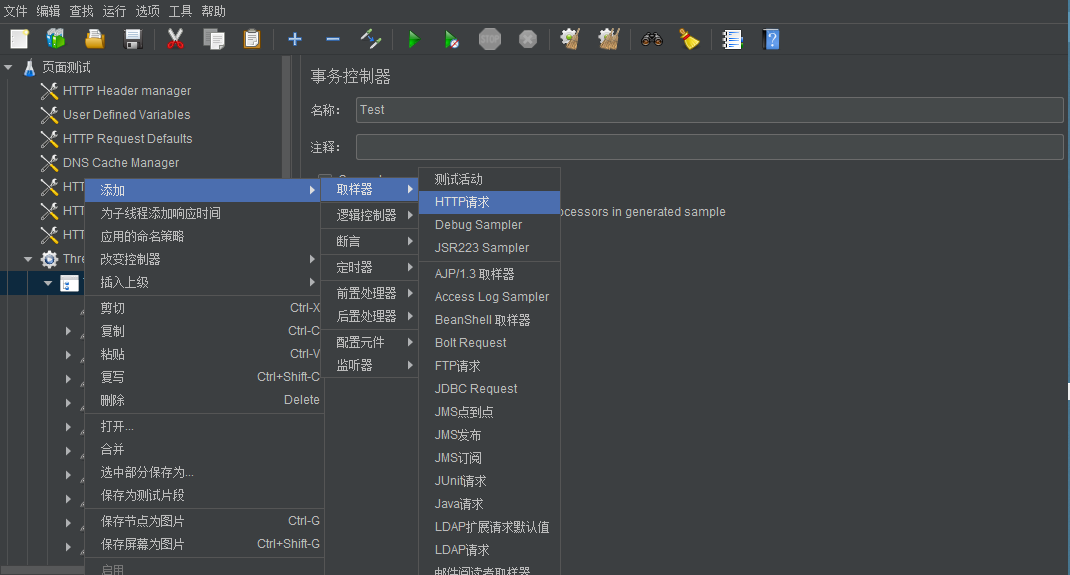 文件 编辑 查找 运行 选项 工具 帮助
STOP
页面测试
HTTP Header manager
User Defined Variables
HTTP Request Defaults
DNS Cache Manager
HTT
HTT
HTT
Thre
事务控制器
名称: Test
注释:
ocessors in generated sample
添加
为子线程添加响应时间
应用的命名策略
改变控制器
插入上级
剪切 Ctrl-X
复制 Ctrl-C
粘贴 Ctrl-V
复写 Ctrl+Shift-C
删除 Delete
打开...
合并
选中部分保存为...
保存为测试片段
保存节点为图片 Ctrl-G
保存屏幕为图片 Ctrl+Shift-G
启用
取样器
逻辑控制器
断言
定时器
前置处理器
后置处理器
配置元件
监听器
测试活动
HTTP请求
Debug Sampler
JSR223 Sampler
AJP/1.3 取样器
Access Log Sampler
BeanShell 取样器
Bolt Request
FTP请求
JDBC Request
JMS点到点
JMS发布
JMS订阅
JUnit请求
Java请求
LDAP扩展请求默认值
LDAP请求
邮件阅读者取样器